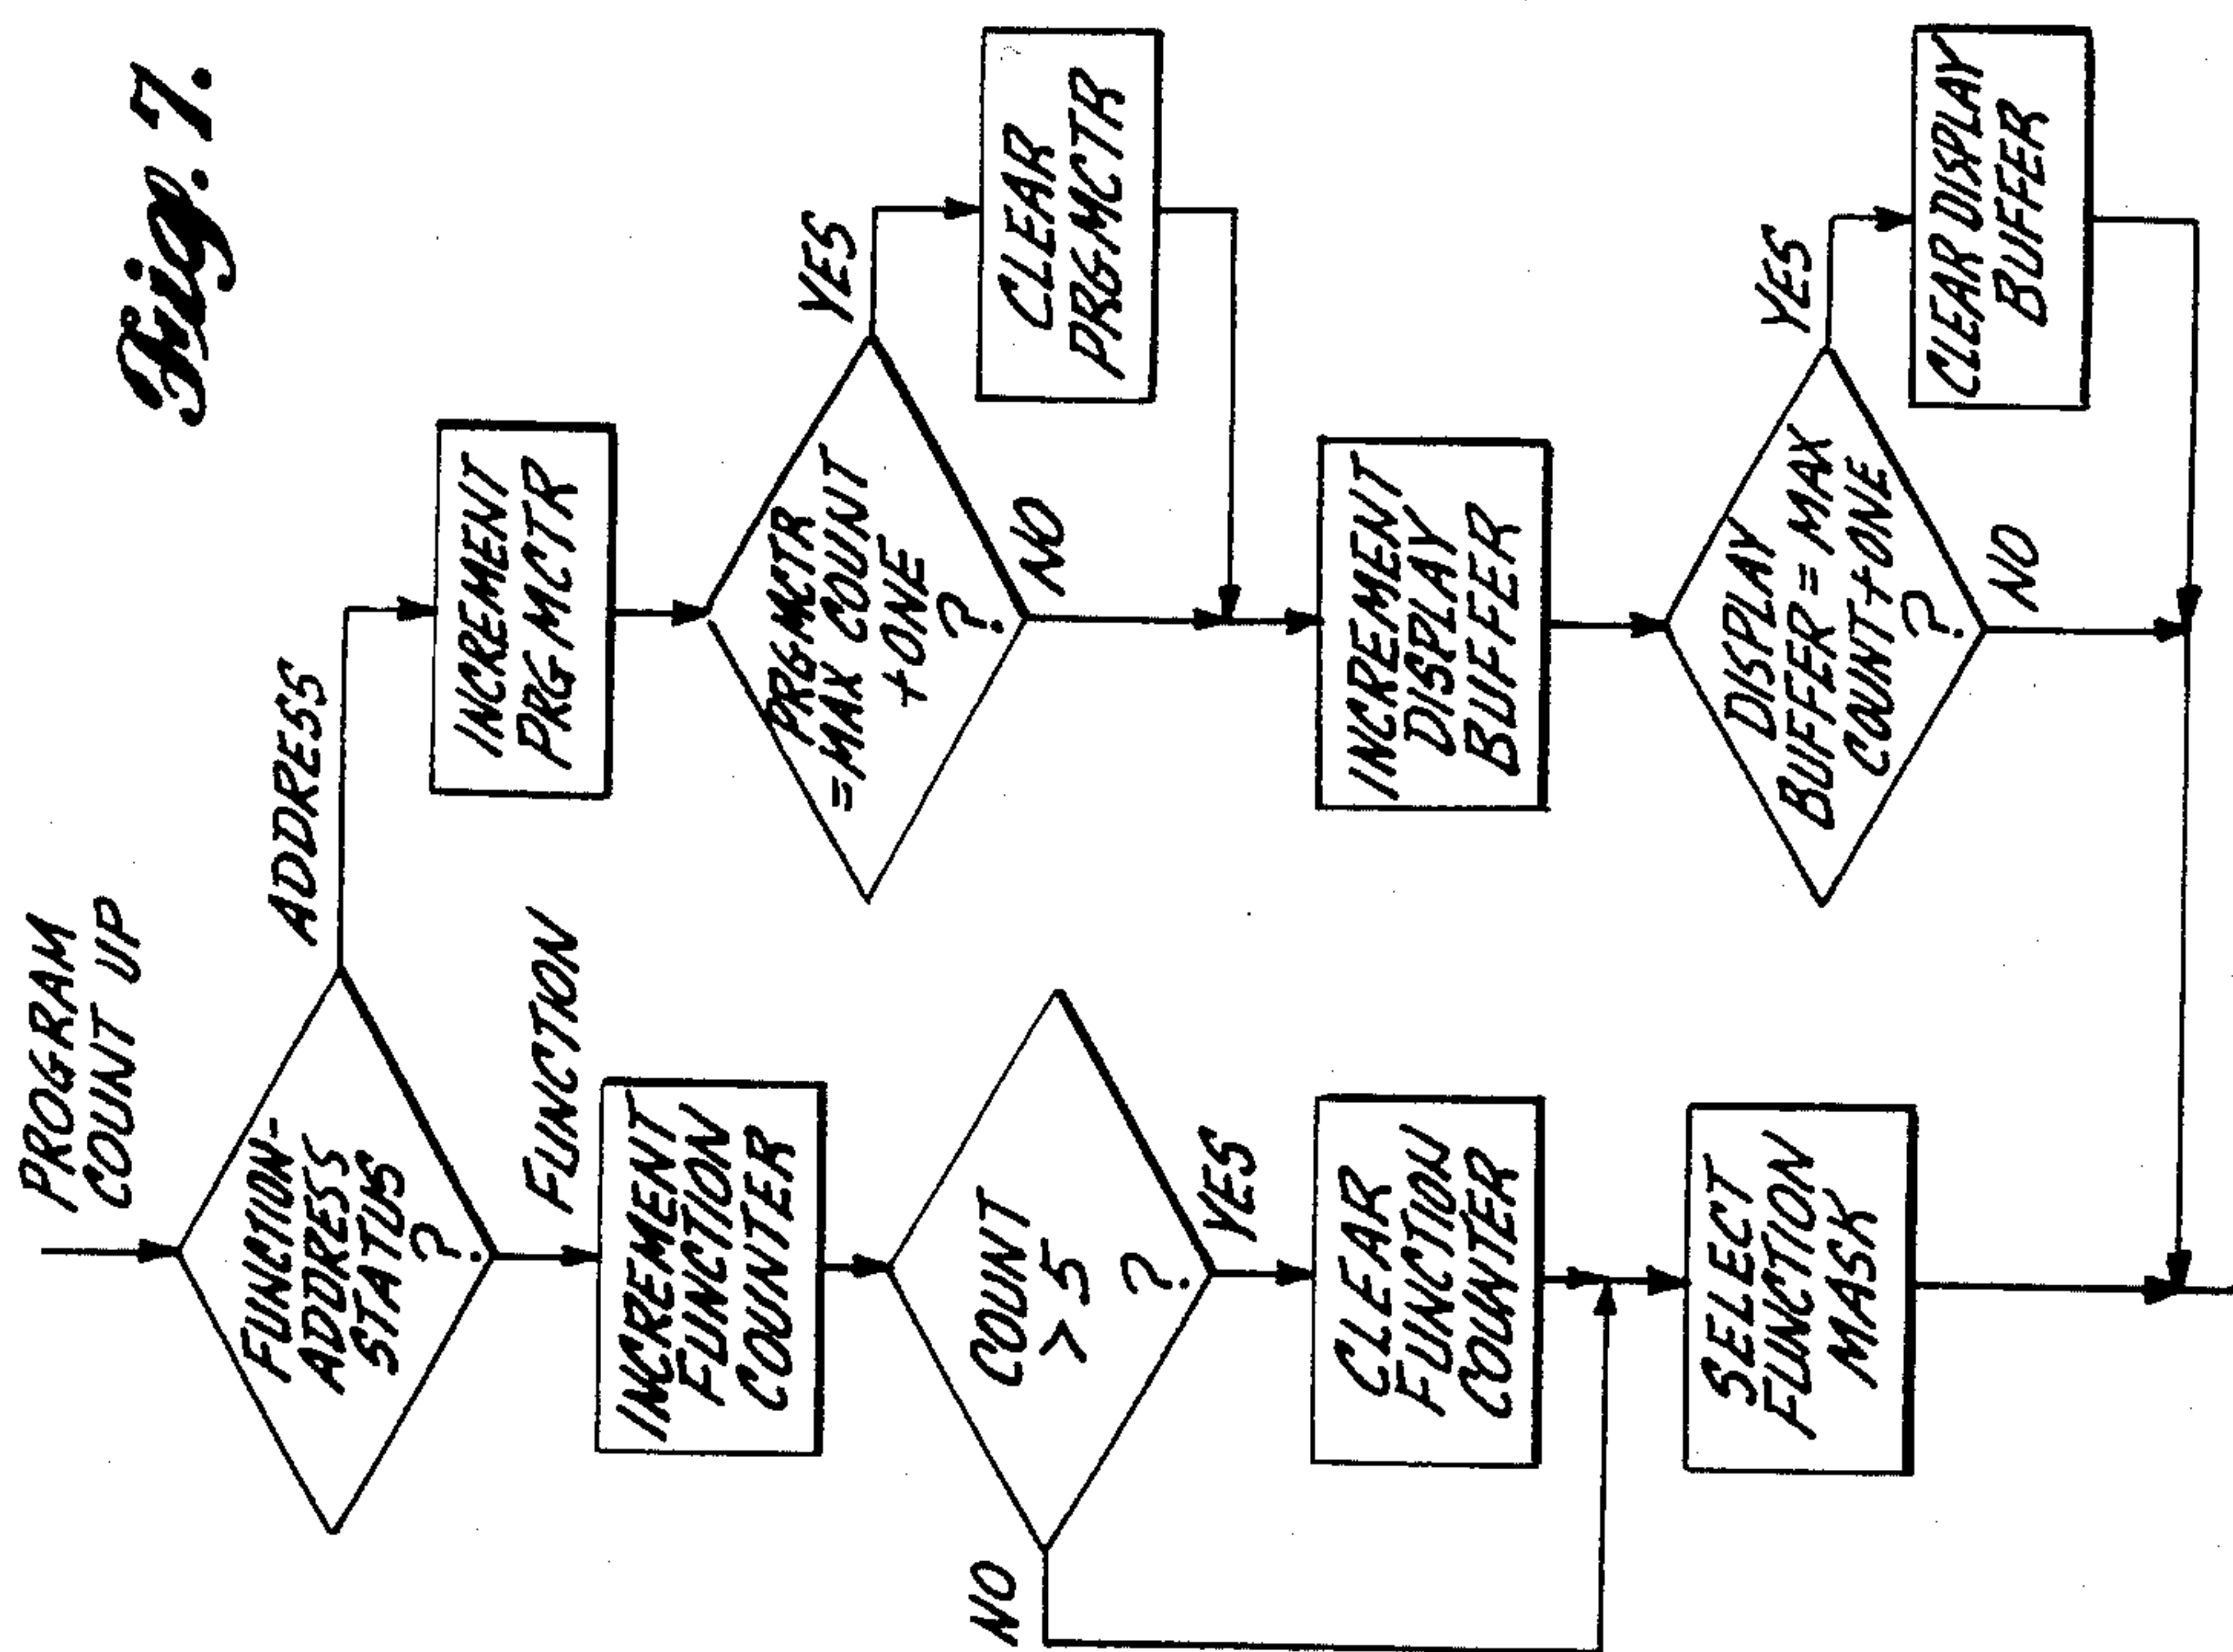 Fig. 7.
PROGRAM
COUNT UP
FUNCTION-
ADDRESS
STATUS
?
ADDRESS
FUNCTION
INCREMENT
FUNCTION
COUNTER
COUNT
> 5
?
NO
YES
CLEAR
FUNCTION
COUNTER
SELECT
FUNCTION
MASK
INCREMENT
PRGMCTR
PRGMCTR
=MAX COUNT
+ONE
?
YES
NO
CLEAR
PRGMCTR
INCREMENT
DISPLAY
BUFFER
DISPLAY
BUFFER = MAX
COUNT+ONE
?
YES
NO
CLEAR DISPLAY
BUFFER